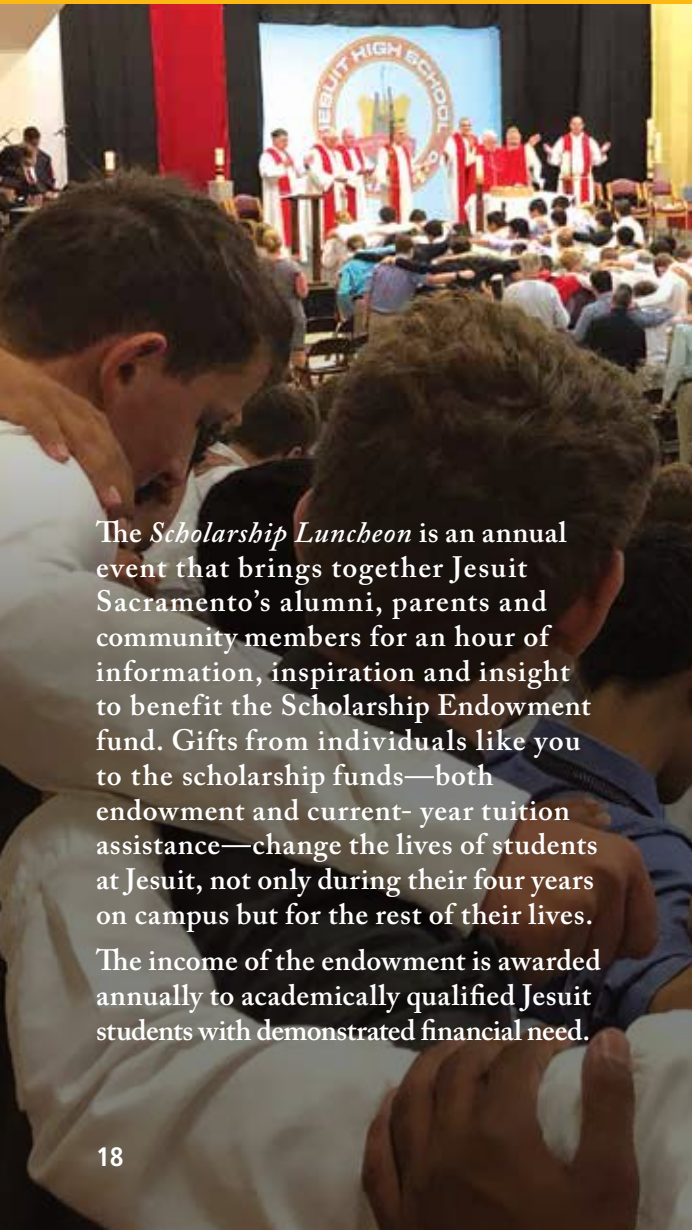 JESUIT HIGH SCHOOL
The Scholarship Luncheon is an annual
event that brings together Jesuit
Sacramento’s alumni, parents and
community members for an hour of
information, inspiration and insight
to benefit the Scholarship Endowment
fund. Gifts from individuals like you
to the scholarship funds—both
endowment and current- year tuition
assistance—change the lives of students
at Jesuit, not only during their four years
on campus but for the rest of their lives.
The income of the endowment is awarded
annually to academically qualified Jesuit
students with demonstrated financial need.
18